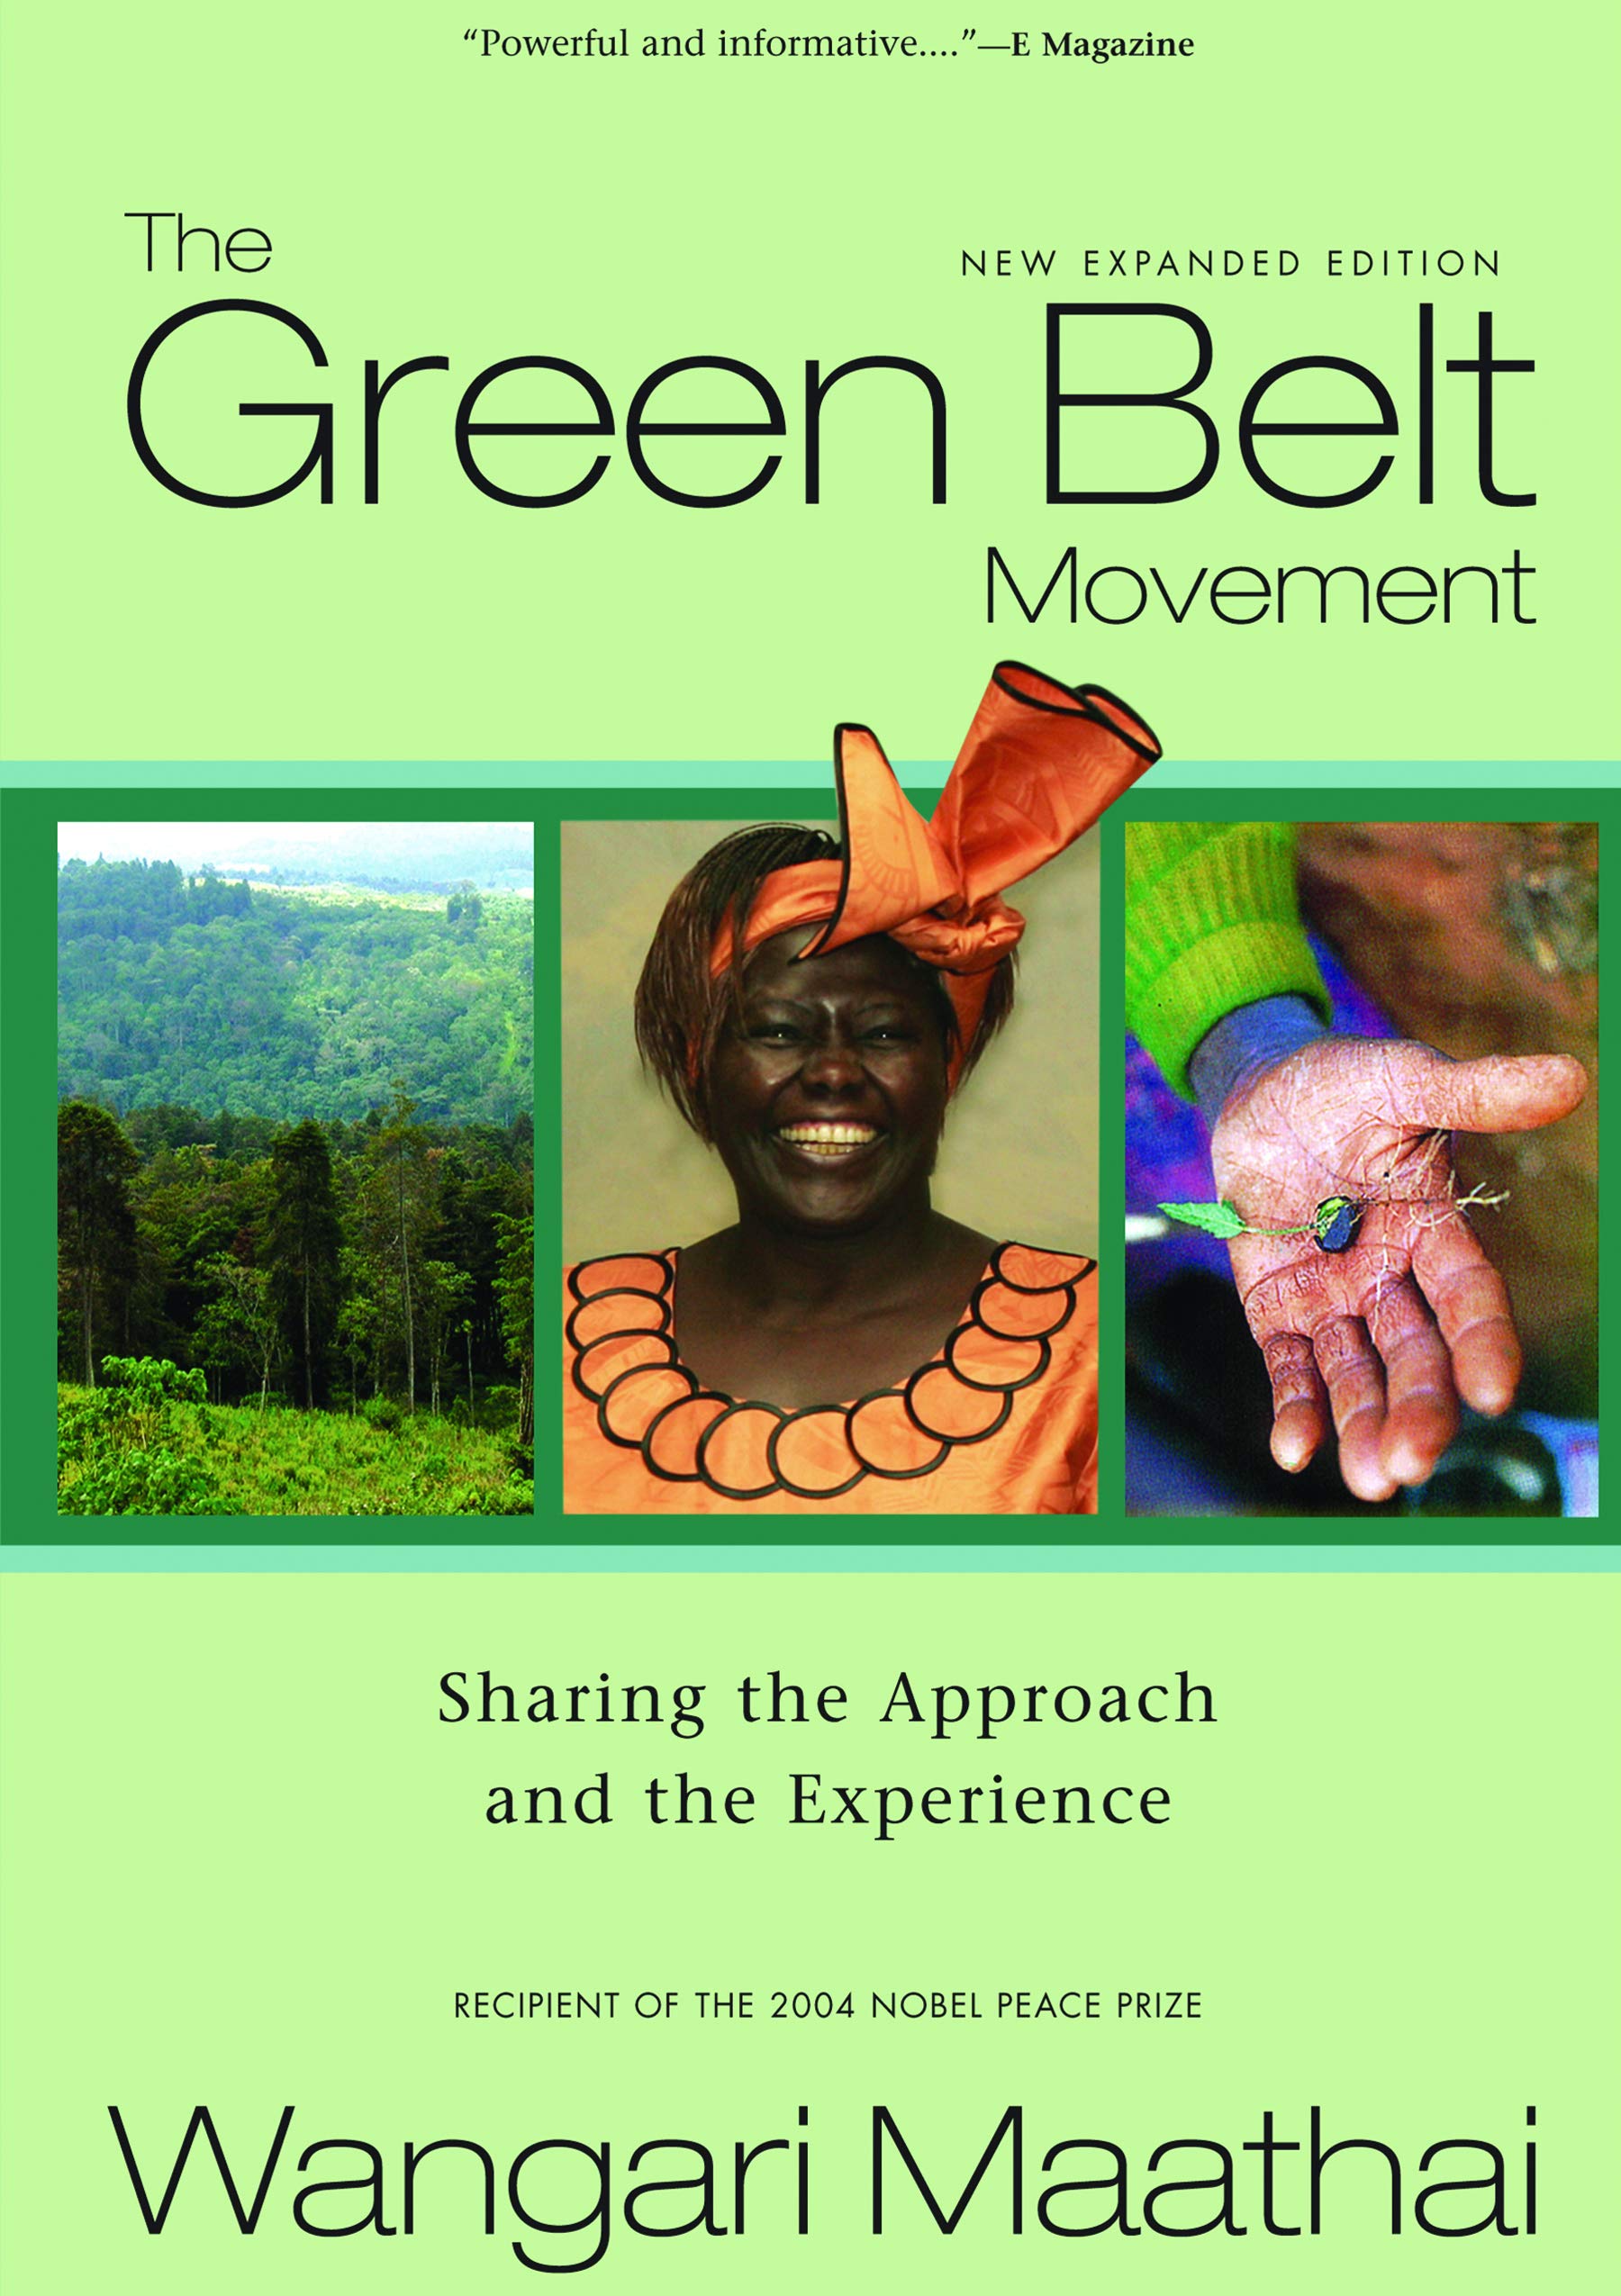 “Powerful and informative....”—E Magazine
The
NEW EXPANDED EDITION
Green Belt
Movement
Sharing the Approach
and the Experience
RECIPIENT OF THE 2004 NOBEL PEACE PRIZE
Wangari Maathai